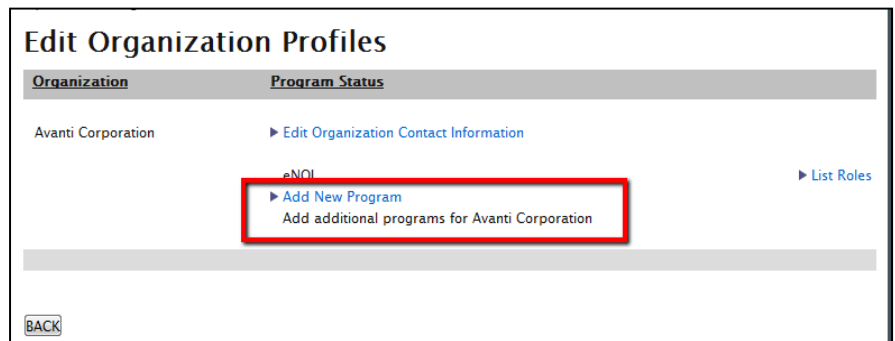 Edit Organization Profiles
Organization Program Status
Avanti Corporation Edit Organization Contact Information
eNOI List Roles
Add New Program
Add additional programs for Avanti Corporation
BACK